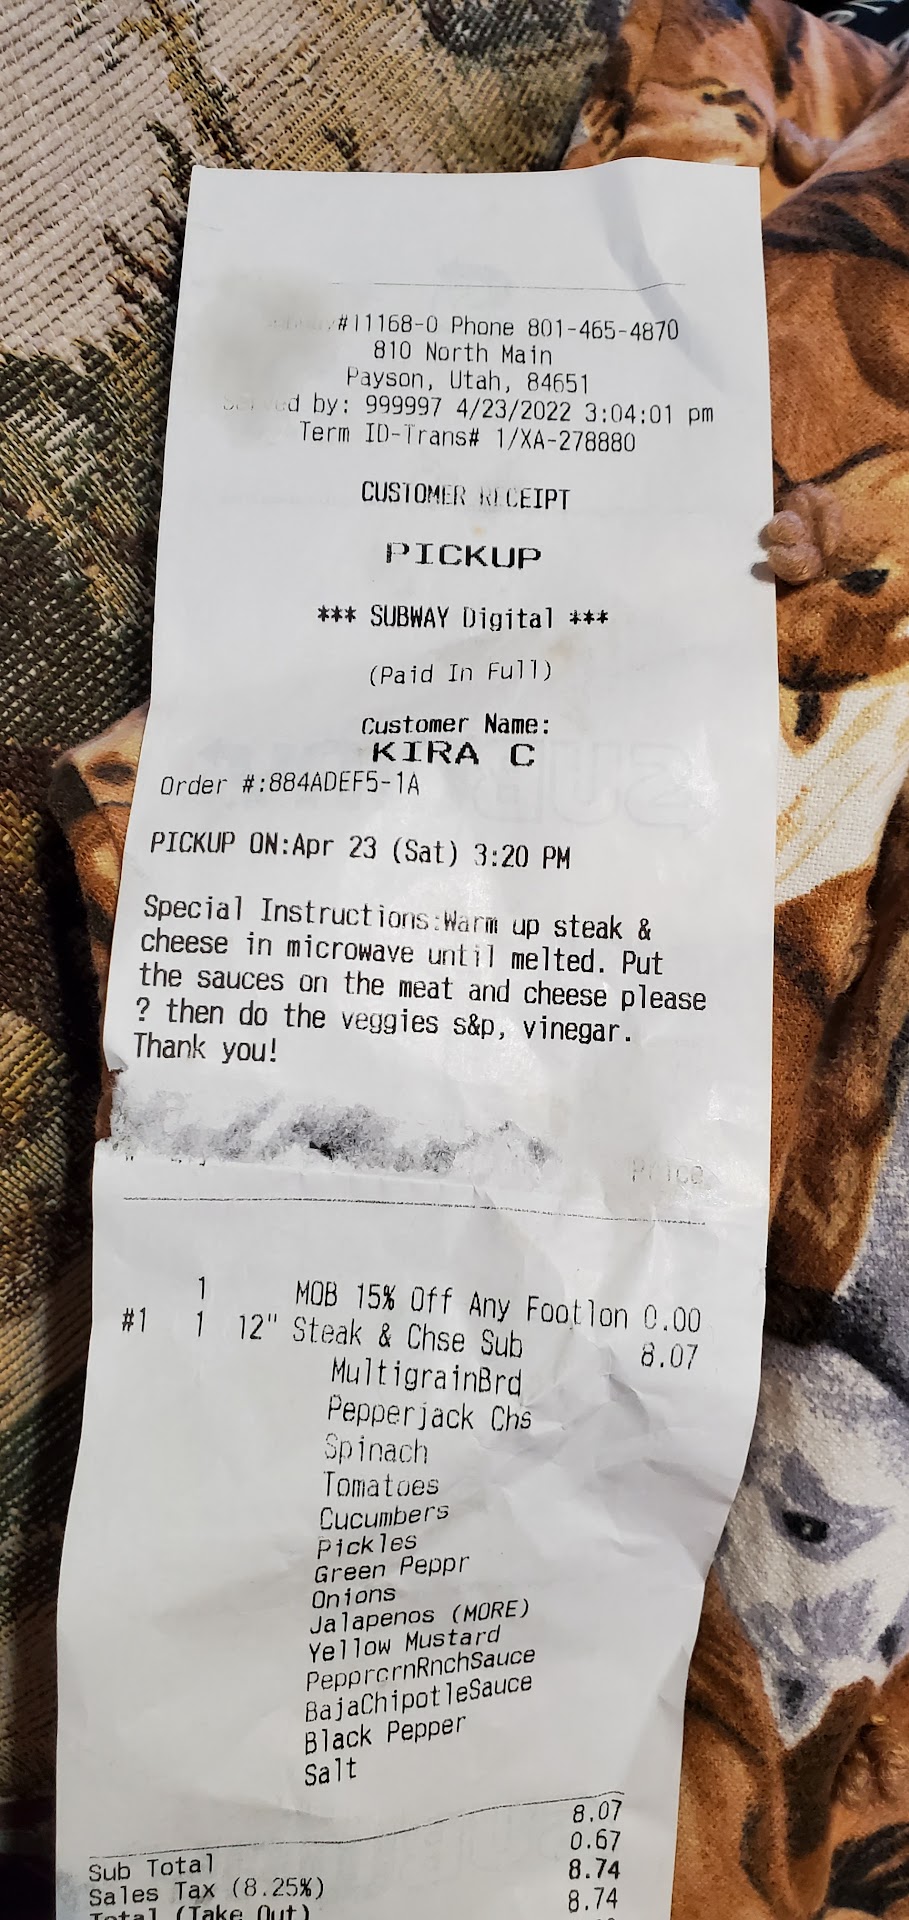 #11168-0 Phone 801-465-4870
810 North Main
Payson, Utah, 84651
Served by: 999997 4/23/2022 3:04:01 pm
Term ID-Trans# 1/XA-278880
CUSTOMER RECEIPT
PICKUP
*** SUBWAY Digital ***
(Paid In Full)
Customer Name:
KIRA C
Order #:884ADEF5-1A
PICKUP ON:Apr 23 (Sat) 3:20 PM
Special Instructions:Warm up steak &
cheese in microwave until melted. Put
the sauces on the meat and cheese please
? then do the veggies s&p, vinegar.
Thank you!
Price
1 MOB 15% Off Any Footlon 0.00
#1 1 12" Steak & Chse Sub 8.07
MultigrainBrd
Pepperjack Chs
Spinach
Tomatoes
Cucumbers
Pickles
Green Peppr
Onions
Jalapenos (MORE)
Yellow Mustard
PepprcrnRnchSauce
BajaChipotleSauce
Black Pepper
Salt
Sub Total 8.07
Sales Tax (8.25%) 0.67
Total (Take Out) 8.74
8.74